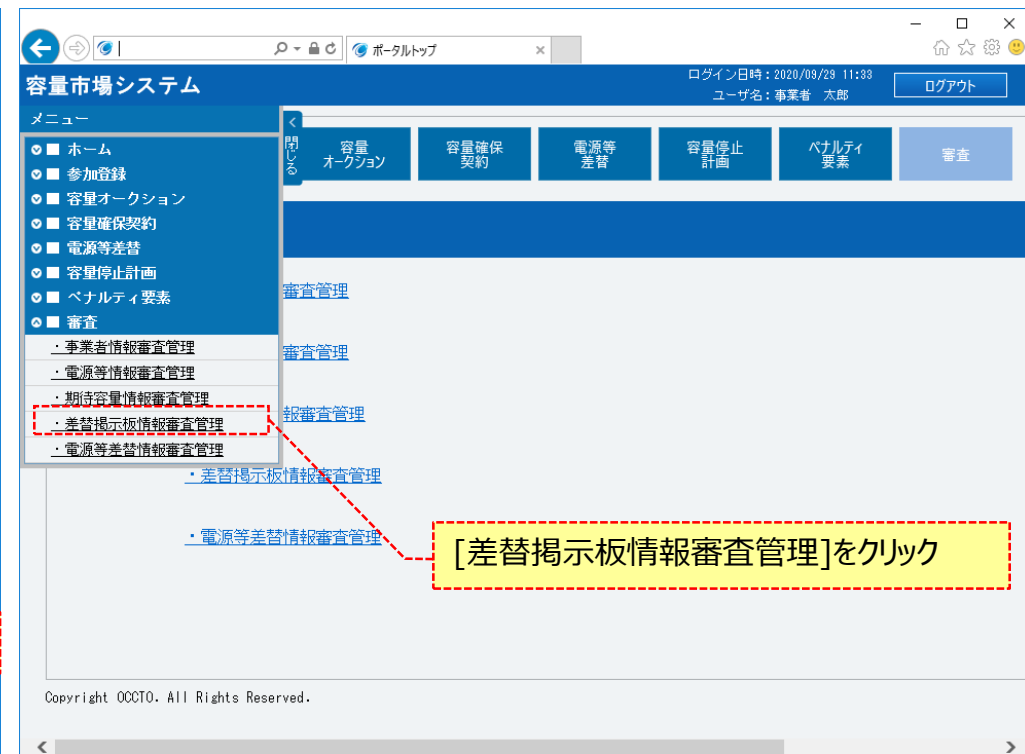 ポータルトップ
容量市場システム
ログイン日時：2020/09/29 11:33
ユーザ名：事業者 太郎
ログアウト
メニュー
閉じる
容量
オークション
容量確保
契約
電源等
差替
容量停止
計画
ペナルティ
要素
審査
ホーム
参加登録
容量オークション
容量確保契約
電源等差替
容量停止計画
ペナルティ要素
審査
・事業者情報審査管理
・電源等情報審査管理
・期待容量情報審査管理
・差替掲示板情報審査管理
・電源等差替情報審査管理
審査管理
審査管理
報審査管理
・差替掲示板情報審査管理
・電源等差替情報審査管理
[差替掲示板情報審査管理]をクリック
Copyright OCCTO. All Rights Reserved.